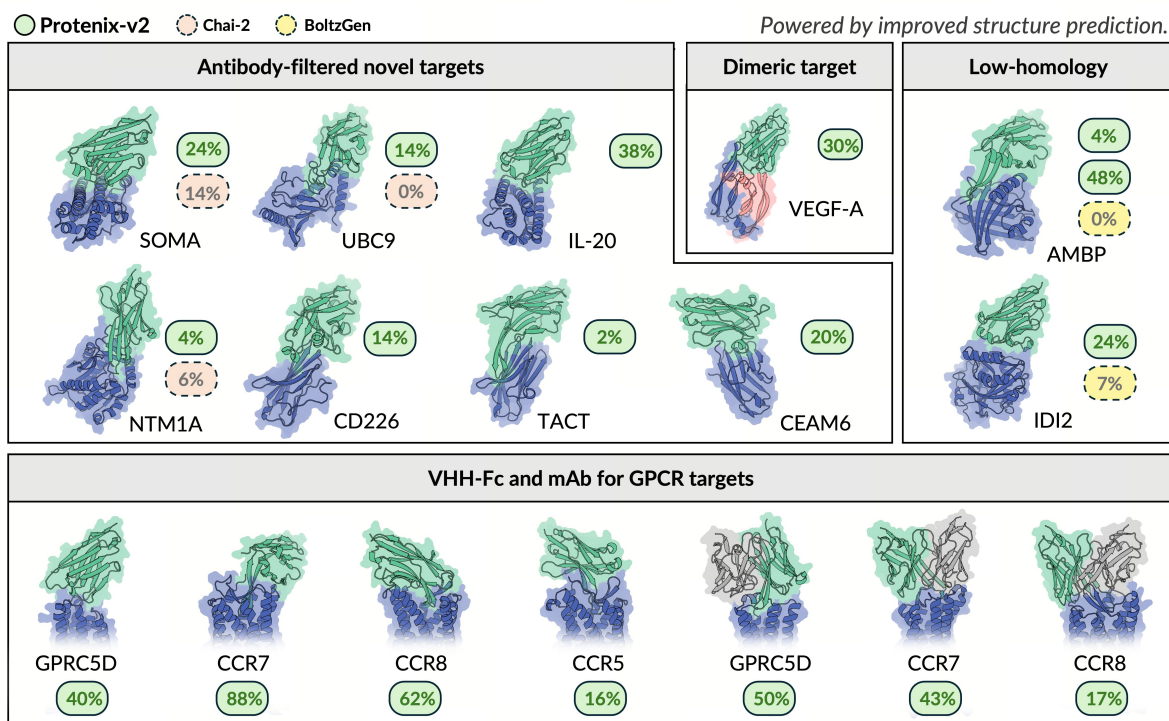 Protenix-v2 Chai-2 BoltzGen Powered by improved structure prediction.
Antibody-filtered novel targets
24%
14%
SOMA
14%
0%
UBC9
38%
IL-20
4%
6%
NTM1A
14%
CD226
2%
TACT
20%
CEAM6
Dimeric target
30%
VEGF-A
Low-homology
4%
48%
0%
AMBP
24%
7%
IDI2
VHH-Fc and mAb for GPCR targets
GPRC5D CCR7 CCR8 CCR5 GPRC5D CCR7 CCR8
40% 88% 62% 16% 50% 43% 17%